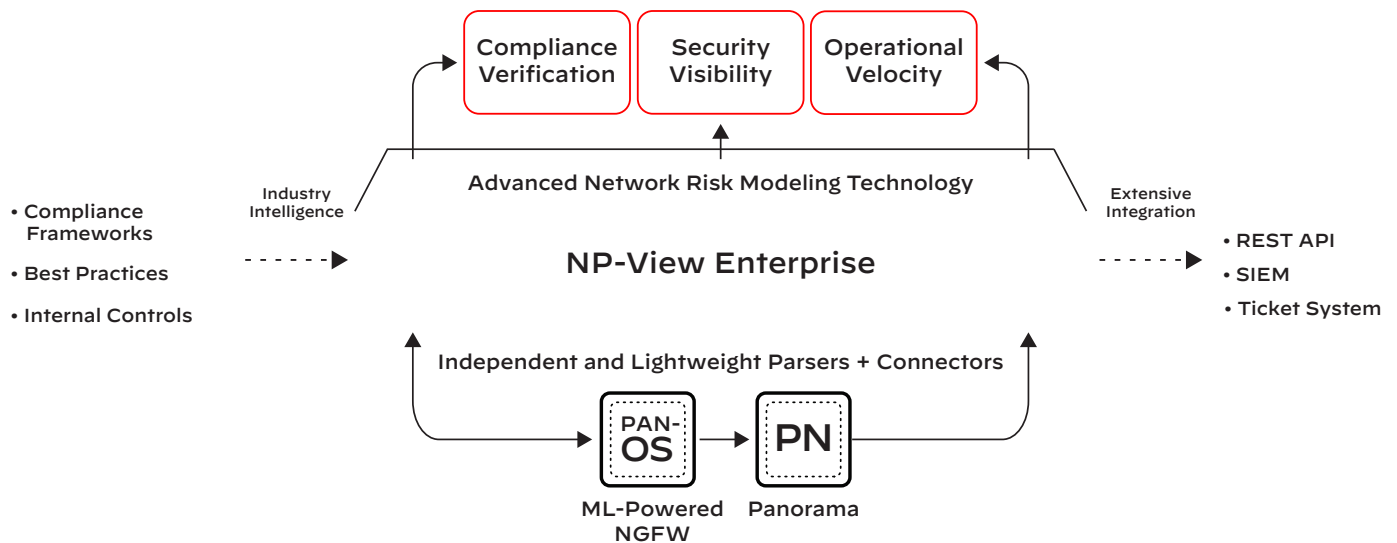 Compliance
Verification
Security
Visibility
Operational
Velocity
Advanced Network Risk Modeling Technology
Industry
Intelligence
Extensive
Integration
• Compliance
Frameworks
• Best Practices
• Internal Controls
NP-View Enterprise
• REST API
• SIEM
• Ticket System
Independent and Lightweight Parsers + Connectors
PAN-
OS
PN
ML-Powered
NGFW
Panorama